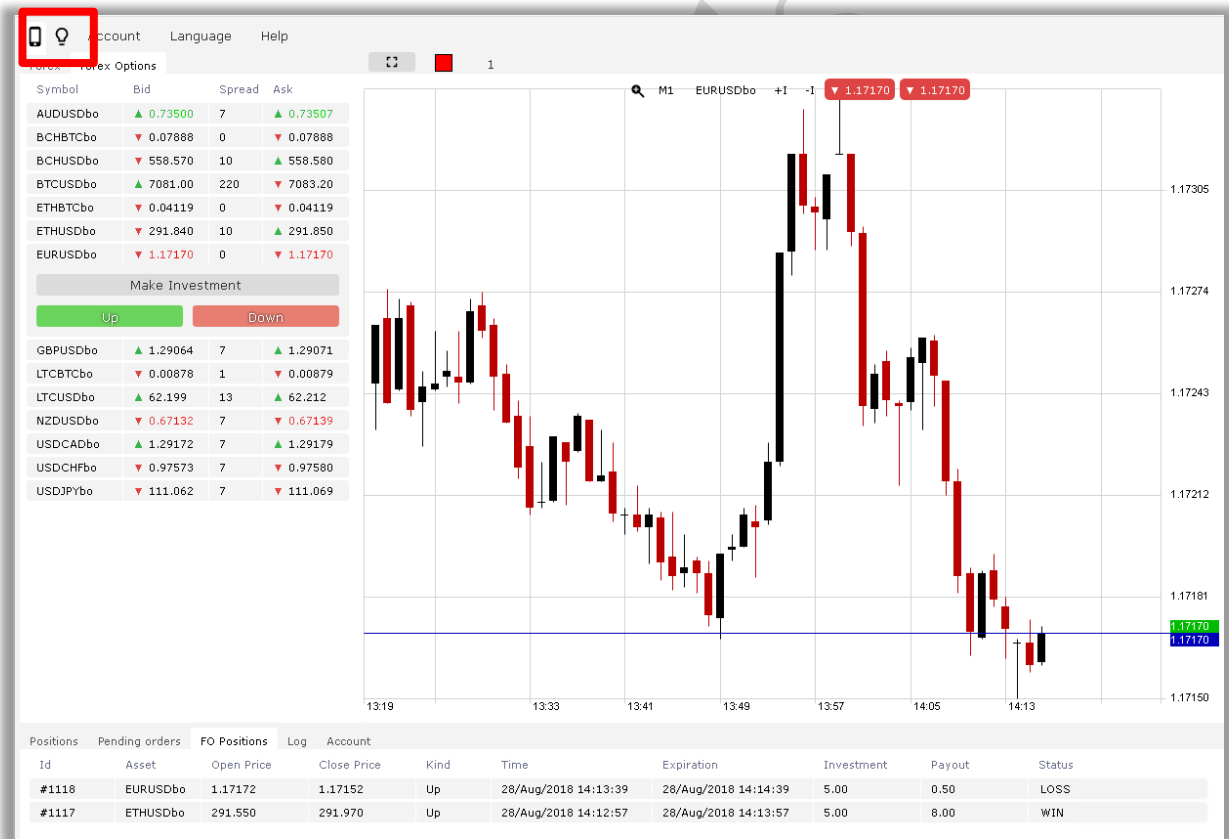 Account Language Help
Forex Forex Options
1
Symbol Bid Spread Ask
AUDUSDbo ▲ 0.73500 7 ▲ 0.73507
BCHBTCbo ▼ 0.07888 0 ▼ 0.07888
BCHUSDbo ▼ 558.570 10 ▲ 558.580
BTCUSDbo ▲ 7081.00 220 ▼ 7083.20
ETHBTCbo ▼ 0.04119 0 ▼ 0.04119
ETHUSDbo ▼ 291.840 10 ▲ 291.850
EURUSDbo ▼ 1.17170 0 ▼ 1.17170
Make Investment
Up Down
GBPUSDbo ▲ 1.29064 7 ▲ 1.29071
LTCBTCbo ▼ 0.00878 1 ▼ 0.00879
LTCUSDbo ▲ 62.199 13 ▲ 62.212
NZDUSDbo ▼ 0.67132 7 ▼ 0.67139
USDCADbo ▲ 1.29172 7 ▲ 1.29179
USDCHFbo ▼ 0.97573 7 ▼ 0.97580
USDJPYbo ▼ 111.062 7 ▼ 111.069
M1 EURUSDbo +I -I ▼ 1.17170 ▼ 1.17170
1.17305
1.17274
1.17243
1.17212
1.17181
1.17170
1.17170
1.17150
13:19 13:33 13:41 13:49 13:57 14:05 14:13
Positions Pending orders FO Positions Log Account
Id Asset Open Price Close Price Kind Time Expiration Investment Payout Status
#1118 EURUSDbo 1.17172 1.17152 Up 28/Aug/2018 14:13:39 28/Aug/2018 14:14:39 5.00 0.50 LOSS
#1117 ETHUSDbo 291.550 291.970 Up 28/Aug/2018 14:12:57 28/Aug/2018 14:13:57 5.00 8.00 WIN